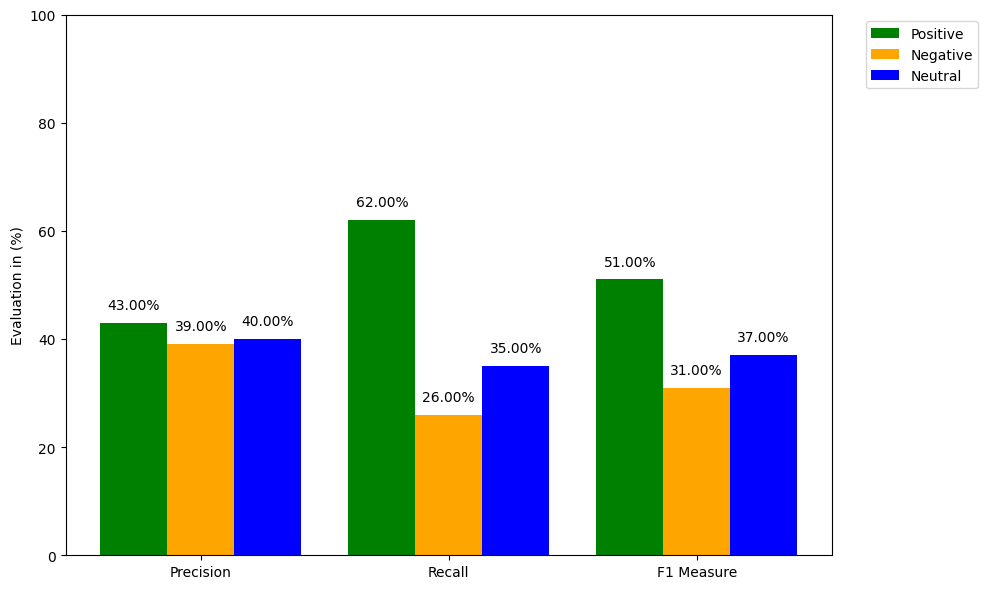 Positive
Negative
Neutral
Evaluation in (%)
100
80
60
40
20
0
43.00%
39.00%
40.00%
62.00%
26.00%
35.00%
51.00%
31.00%
37.00%
Precision
Recall
F1 Measure